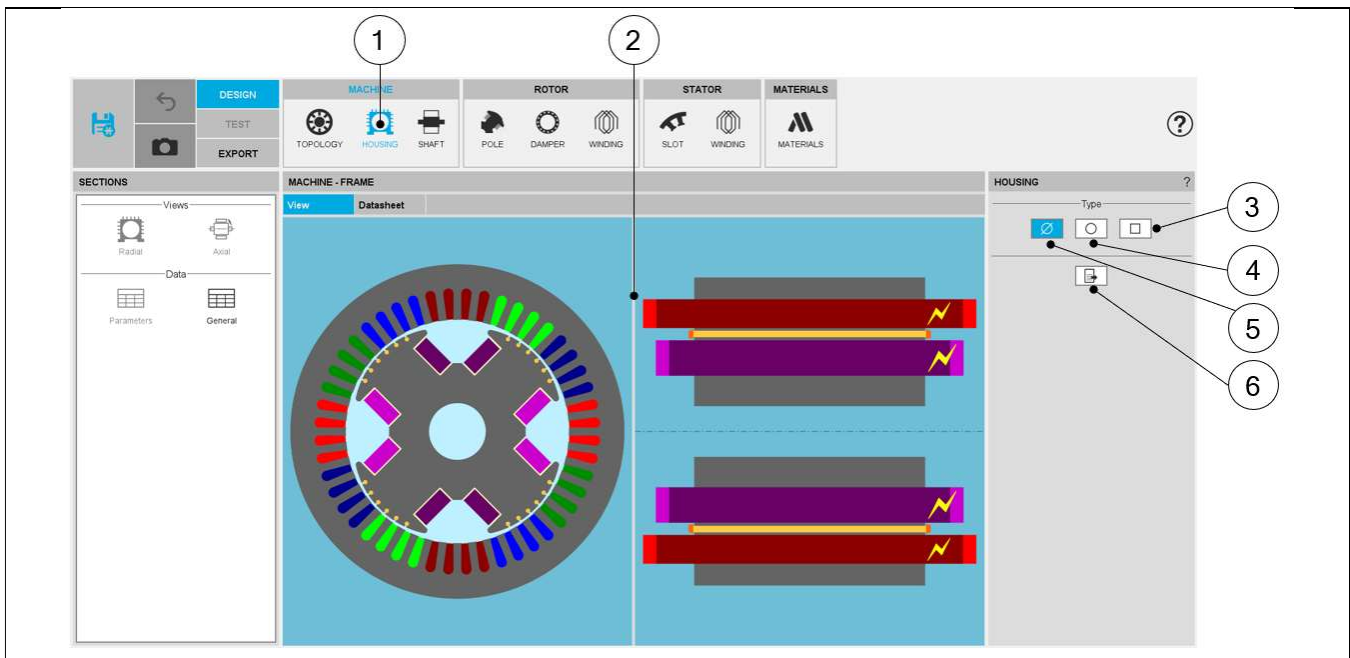 1
2
DESIGN
TEST
EXPORT
MACHINE
TOPOLOGY
HOUSING
SHAFT
ROTOR
POLE
DAMPER
WINDING
STATOR
SLOT
WINDING
MATERIALS
MATERIALS
?
SECTIONS
Views
Radial
Axial
Data
Parameters
General
MACHINE - FRAME
View
Datasheet
HOUSING
?
Type
3
4
5
6